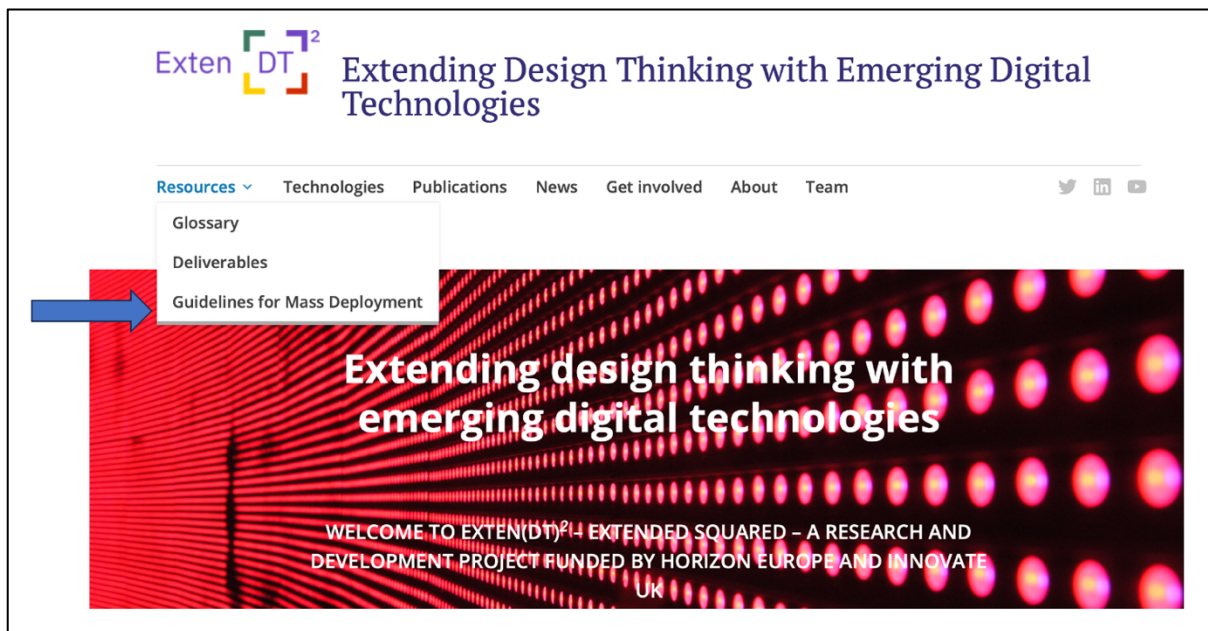 Exten DT 2
Extending Design Thinking with Emerging Digital
Technologies
Resources Technologies Publications News Get involved About Team
Glossary
Deliverables
Guidelines for Mass Deployment
Extending design thinking with
emerging digital technologies
WELCOME TO EXTEN(DT)² – EXTENDED SQUARED – A RESEARCH AND
DEVELOPMENT PROJECT FUNDED BY HORIZON EUROPE AND INNOVATE
UK